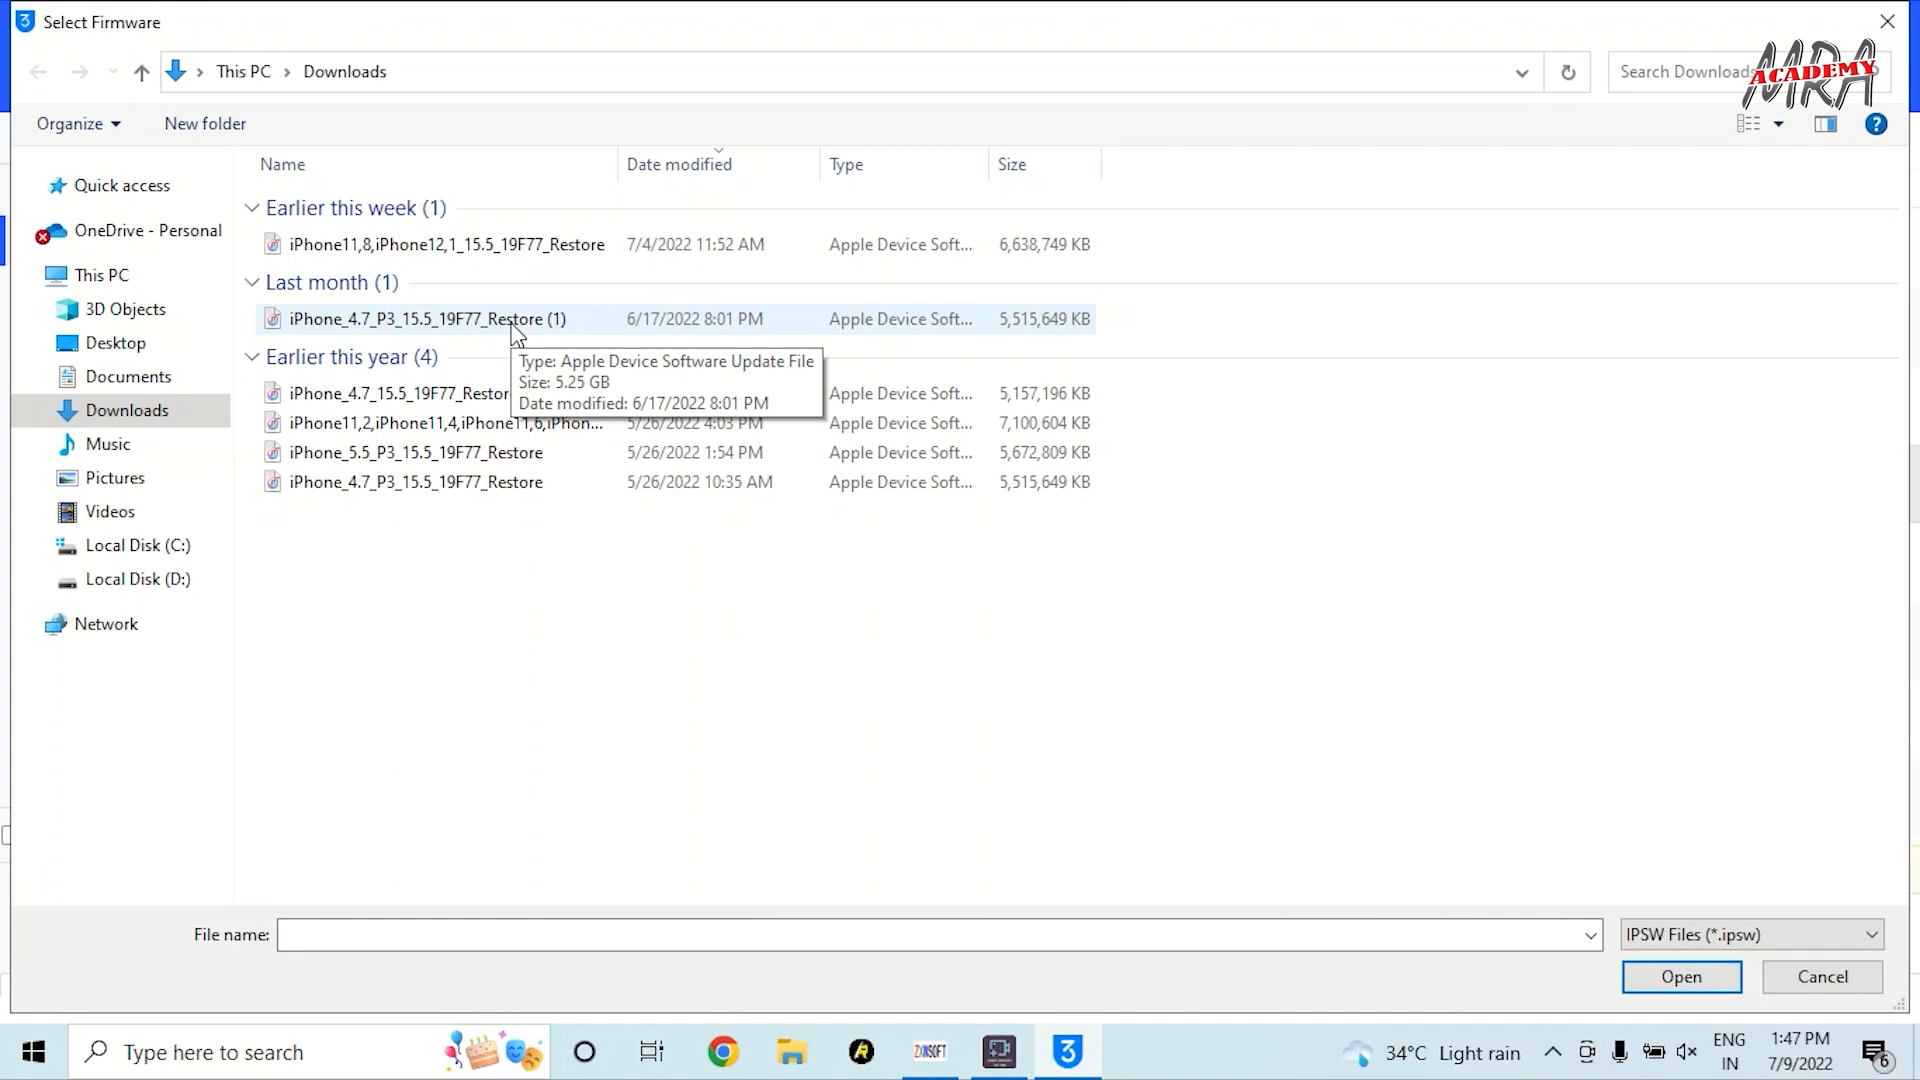 Select Firmware
This PC > Downloads
Search Downloads
MRA
ACADEMY
Organize
New folder
Name
Date modified
Type
Size
Quick access
OneDrive - Personal
This PC
3D Objects
Desktop
Documents
Downloads
Music
Pictures
Videos
Local Disk (C:)
Local Disk (D:)
Network
Earlier this week (1)
iPhone11,8,iPhone12,1_15.5_19F77_Restore 7/4/2022 11:52 AM Apple Device Soft... 6,638,749 KB
Last month (1)
iPhone_4.7_P3_15.5_19F77_Restore (1) 6/17/2022 8:01 PM Apple Device Soft... 5,515,649 KB
Earlier this year (4)
Type: Apple Device Software Update File
Size: 5.25 GB
Date modified: 6/17/2022 8:01 PM
iPhone_4.7_15.5_19F77_Restor Apple Device Soft... 5,157,196 KB
iPhone11,2,iPhone11,4,iPhone11,6,iPhon... 5/26/2022 4:03 PM Apple Device Soft... 7,100,604 KB
iPhone_5.5_P3_15.5_19F77_Restore 5/26/2022 1:54 PM Apple Device Soft... 5,672,809 KB
iPhone_4.7_P3_15.5_19F77_Restore 5/26/2022 10:35 AM Apple Device Soft... 5,515,649 KB
File name:
IPSW Files (*.ipsw)
Open
Cancel
Type here to search
34°C Light rain
ENG
IN
1:47 PM
7/9/2022
6